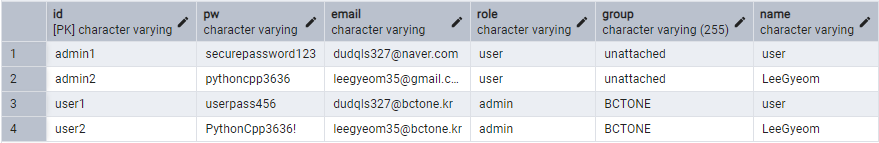 id pw email role group name
[PK] character varying character varying character varying character varying character varying (255) character varying
1 admin1 securepassword123 dudqls327@naver.com user unattached user
2 admin2 pythoncpp3636 leegyeom35@gmail.c... user unattached LeeGyeom
3 user1 userpass456 dudqls327@bctone.kr admin BCTONE user
4 user2 PythonCpp3636! leegyeom35@bctone.kr admin BCTONE LeeGyeom